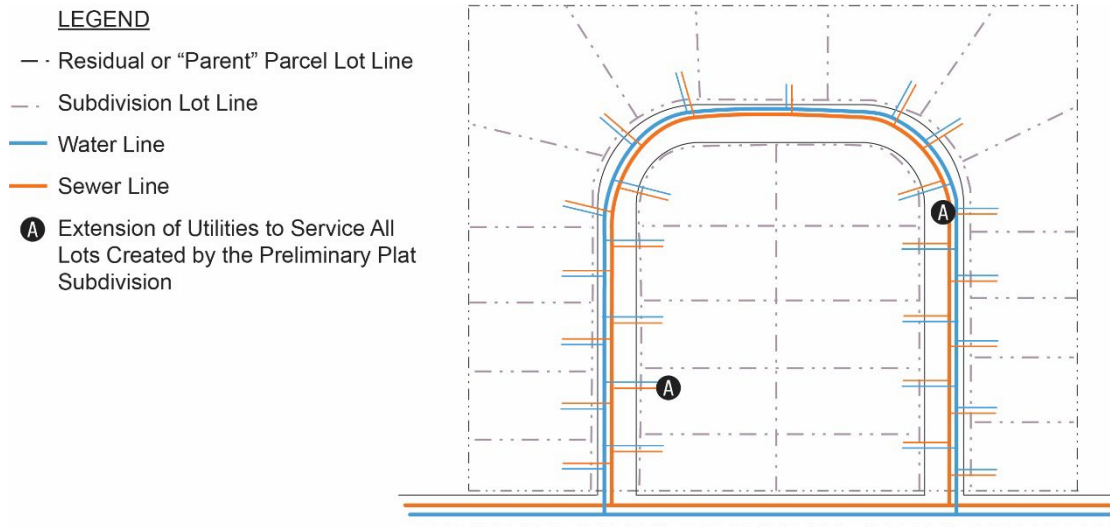 LEGEND
Residual or “Parent” Parcel Lot Line
Subdivision Lot Line
Water Line
Sewer Line
A Extension of Utilities to Service All
Lots Created by the Preliminary Plat
Subdivision
A
A